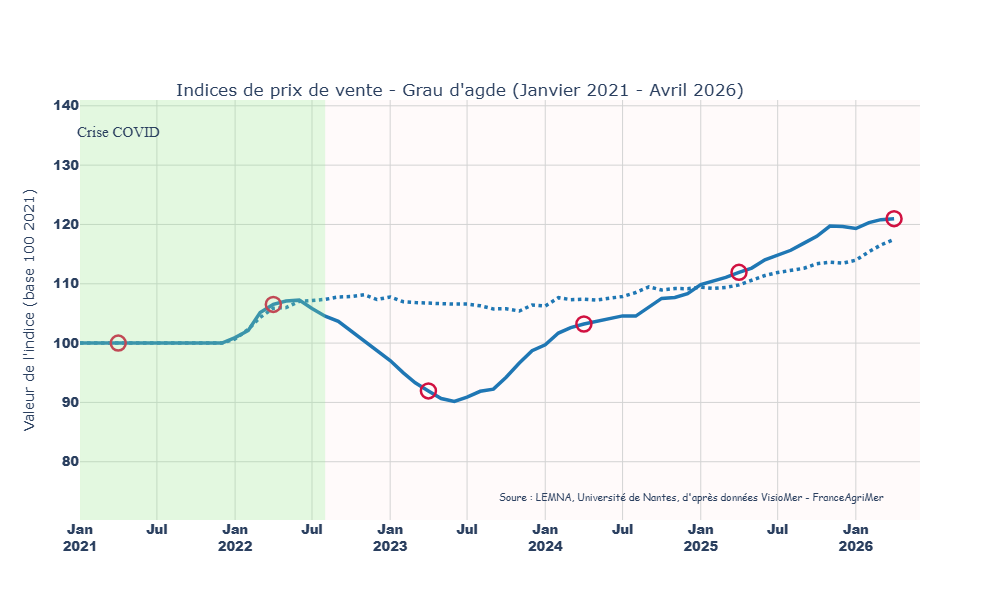 Indices de prix de vente - Grau d'agde (Janvier 2021 - Avril 2026)
Valeur de l'indice (base 100 2021)
140
Crise COVID
130
120
110
100
90
80
Soure : LEMNA, Université de Nantes, d'après données VisioMer - FranceAgriMer
Jan Jul Jan Jul Jan Jul Jan Jul Jan Jul Jan
2021 2022 2023 2024 2025 2026